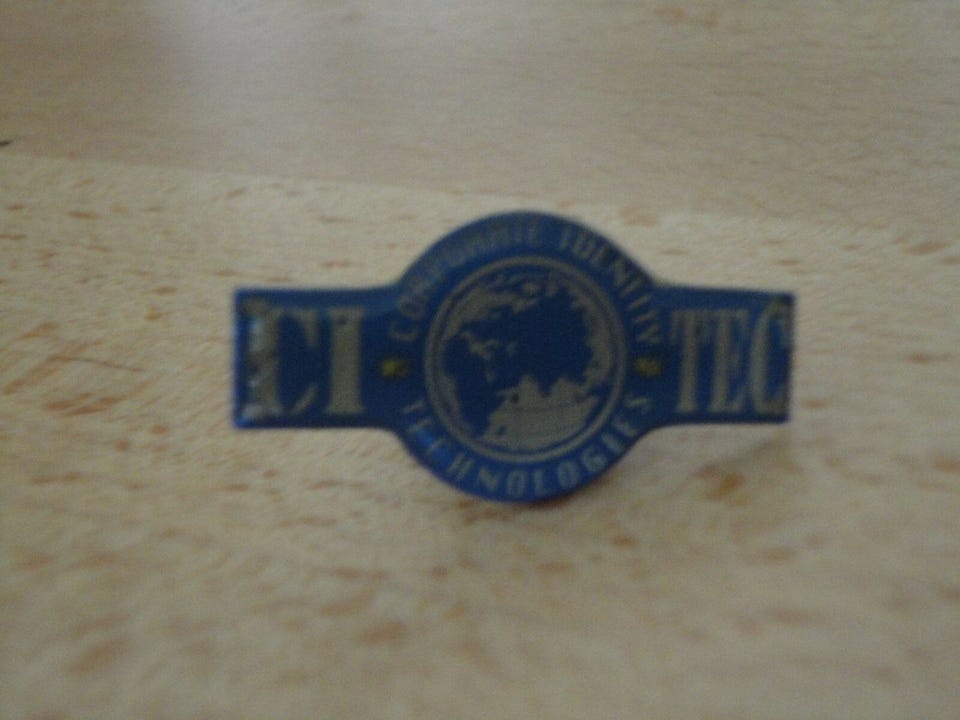 CI
CORPORATE IDENTITY
TECHNOLOGIES
TEC